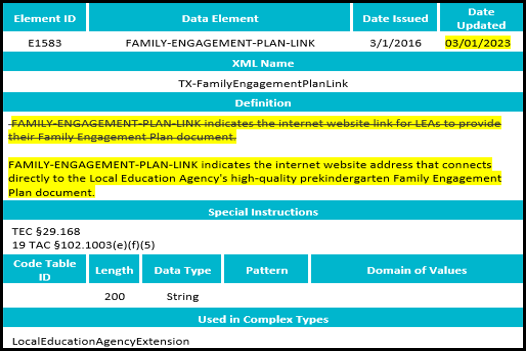 Element ID Data Element Date Issued Date Updated
E1583 FAMILY-ENGAGEMENT-PLAN-LINK 3/1/2016 03/01/2023
XML Name
TX-FamilyEngagementPlanLink
Definition
FAMILY-ENGAGEMENT-PLAN-LINK indicates the internet website link for LEAs to provide
their Family Engagement Plan document.
FAMILY-ENGAGEMENT-PLAN-LINK indicates the internet website address that connects
directly to the Local Education Agency's high-quality prekindergarten Family Engagement
Plan document.
Special Instructions
TEC §29.168
19 TAC §102.1003(e)(f)(5)
Code Table ID Length Data Type Pattern Domain of Values
200 String
Used in Complex Types
LocalEducationAgencyExtension